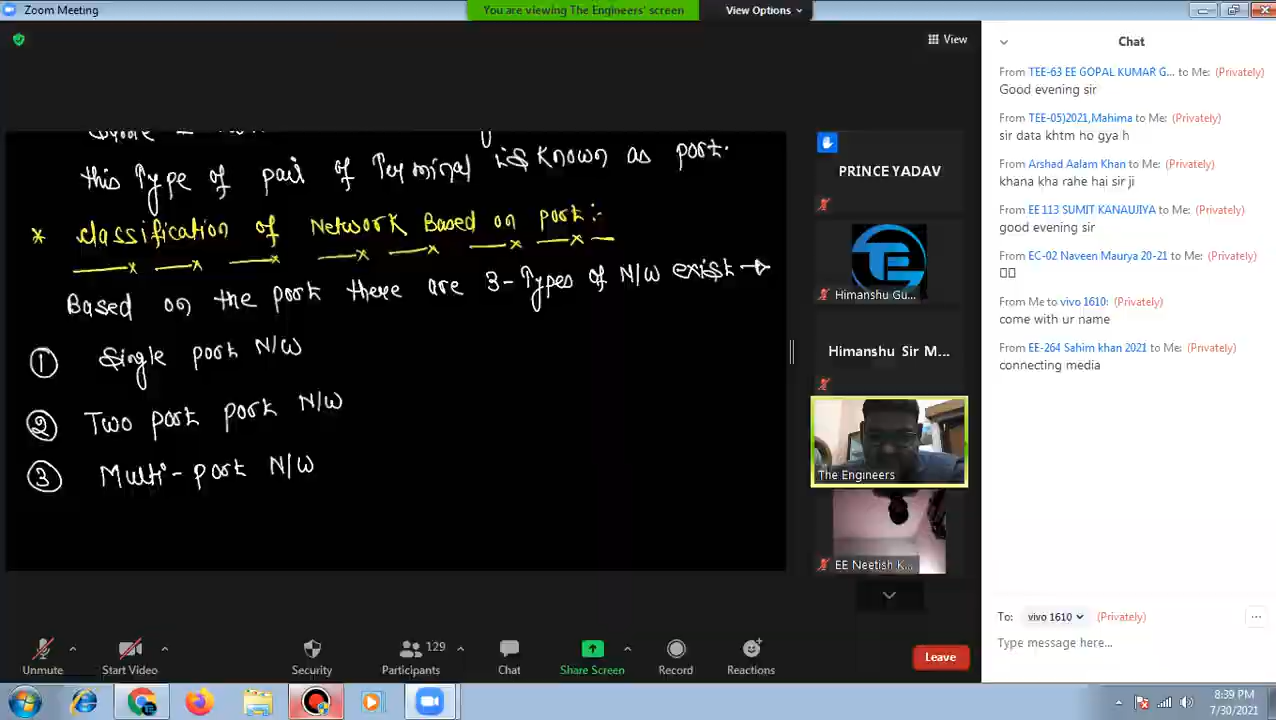 Zoom Meeting
You are viewing The Engineers' screen
View Options
View
this Type of pair of Terminal is known as port.
* classification of Network Based on port :-
Based on the port there are 3-Types of N/W exist →
① Single port N/W
② Two port port N/W
③ Multi-port N/W
PRINCE YADAV
TE
Himanshu Gu...
Himanshu Sir M...
The Engineers
EE Neetish K...
Chat
From TEE-63 EE GOPAL KUMAR G... to Me: (Privately)
Good evening sir
From TEE-05)2021,Mahima to Me: (Privately)
sir data khtm ho gya h
From Arshad Aalam Khan to Me: (Privately)
khana kha rahe hai sir ji
From EE 113 SUMIT KANAUJIYA to Me: (Privately)
good evening sir
From EC-02 Naveen Maurya 20-21 to Me: (Privately)
From Me to vivo 1610: (Privately)
come with ur name
From EE-264 Sahim khan 2021 to Me: (Privately)
connecting media
To: vivo 1610 (Privately)
Type message here...
Unmute
Start Video
Security
Participants 129
Chat
Share Screen
Record
Reactions
Leave
8:39 PM
7/30/2021